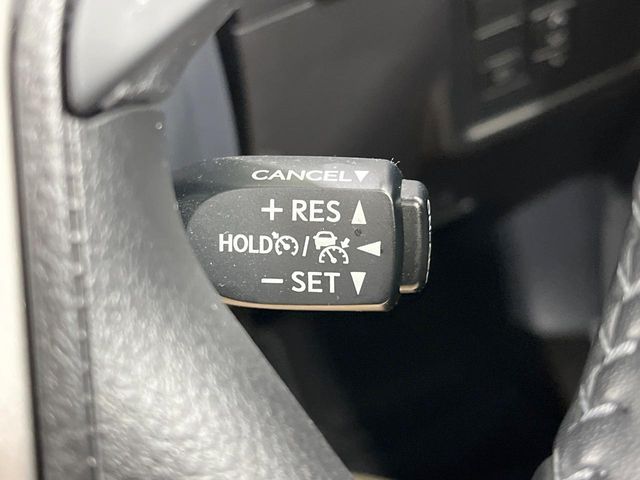 CANCEL▼
+ RES ▲
HOLD / ◄
− SET ▼